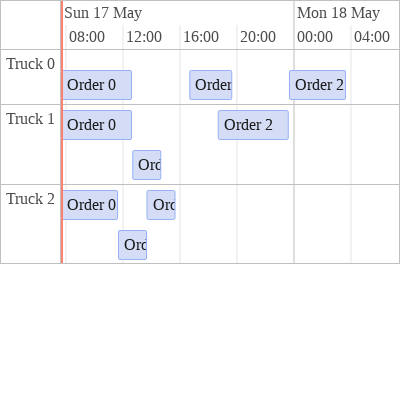 Sun 17 May Mon 18 May
08:00 12:00 16:00 20:00 00:00 04:00
Truck 0
Order 0 Order Order 2
Truck 1
Order 0 Order 2
Ord
Truck 2
Order 0 Ord
Ord